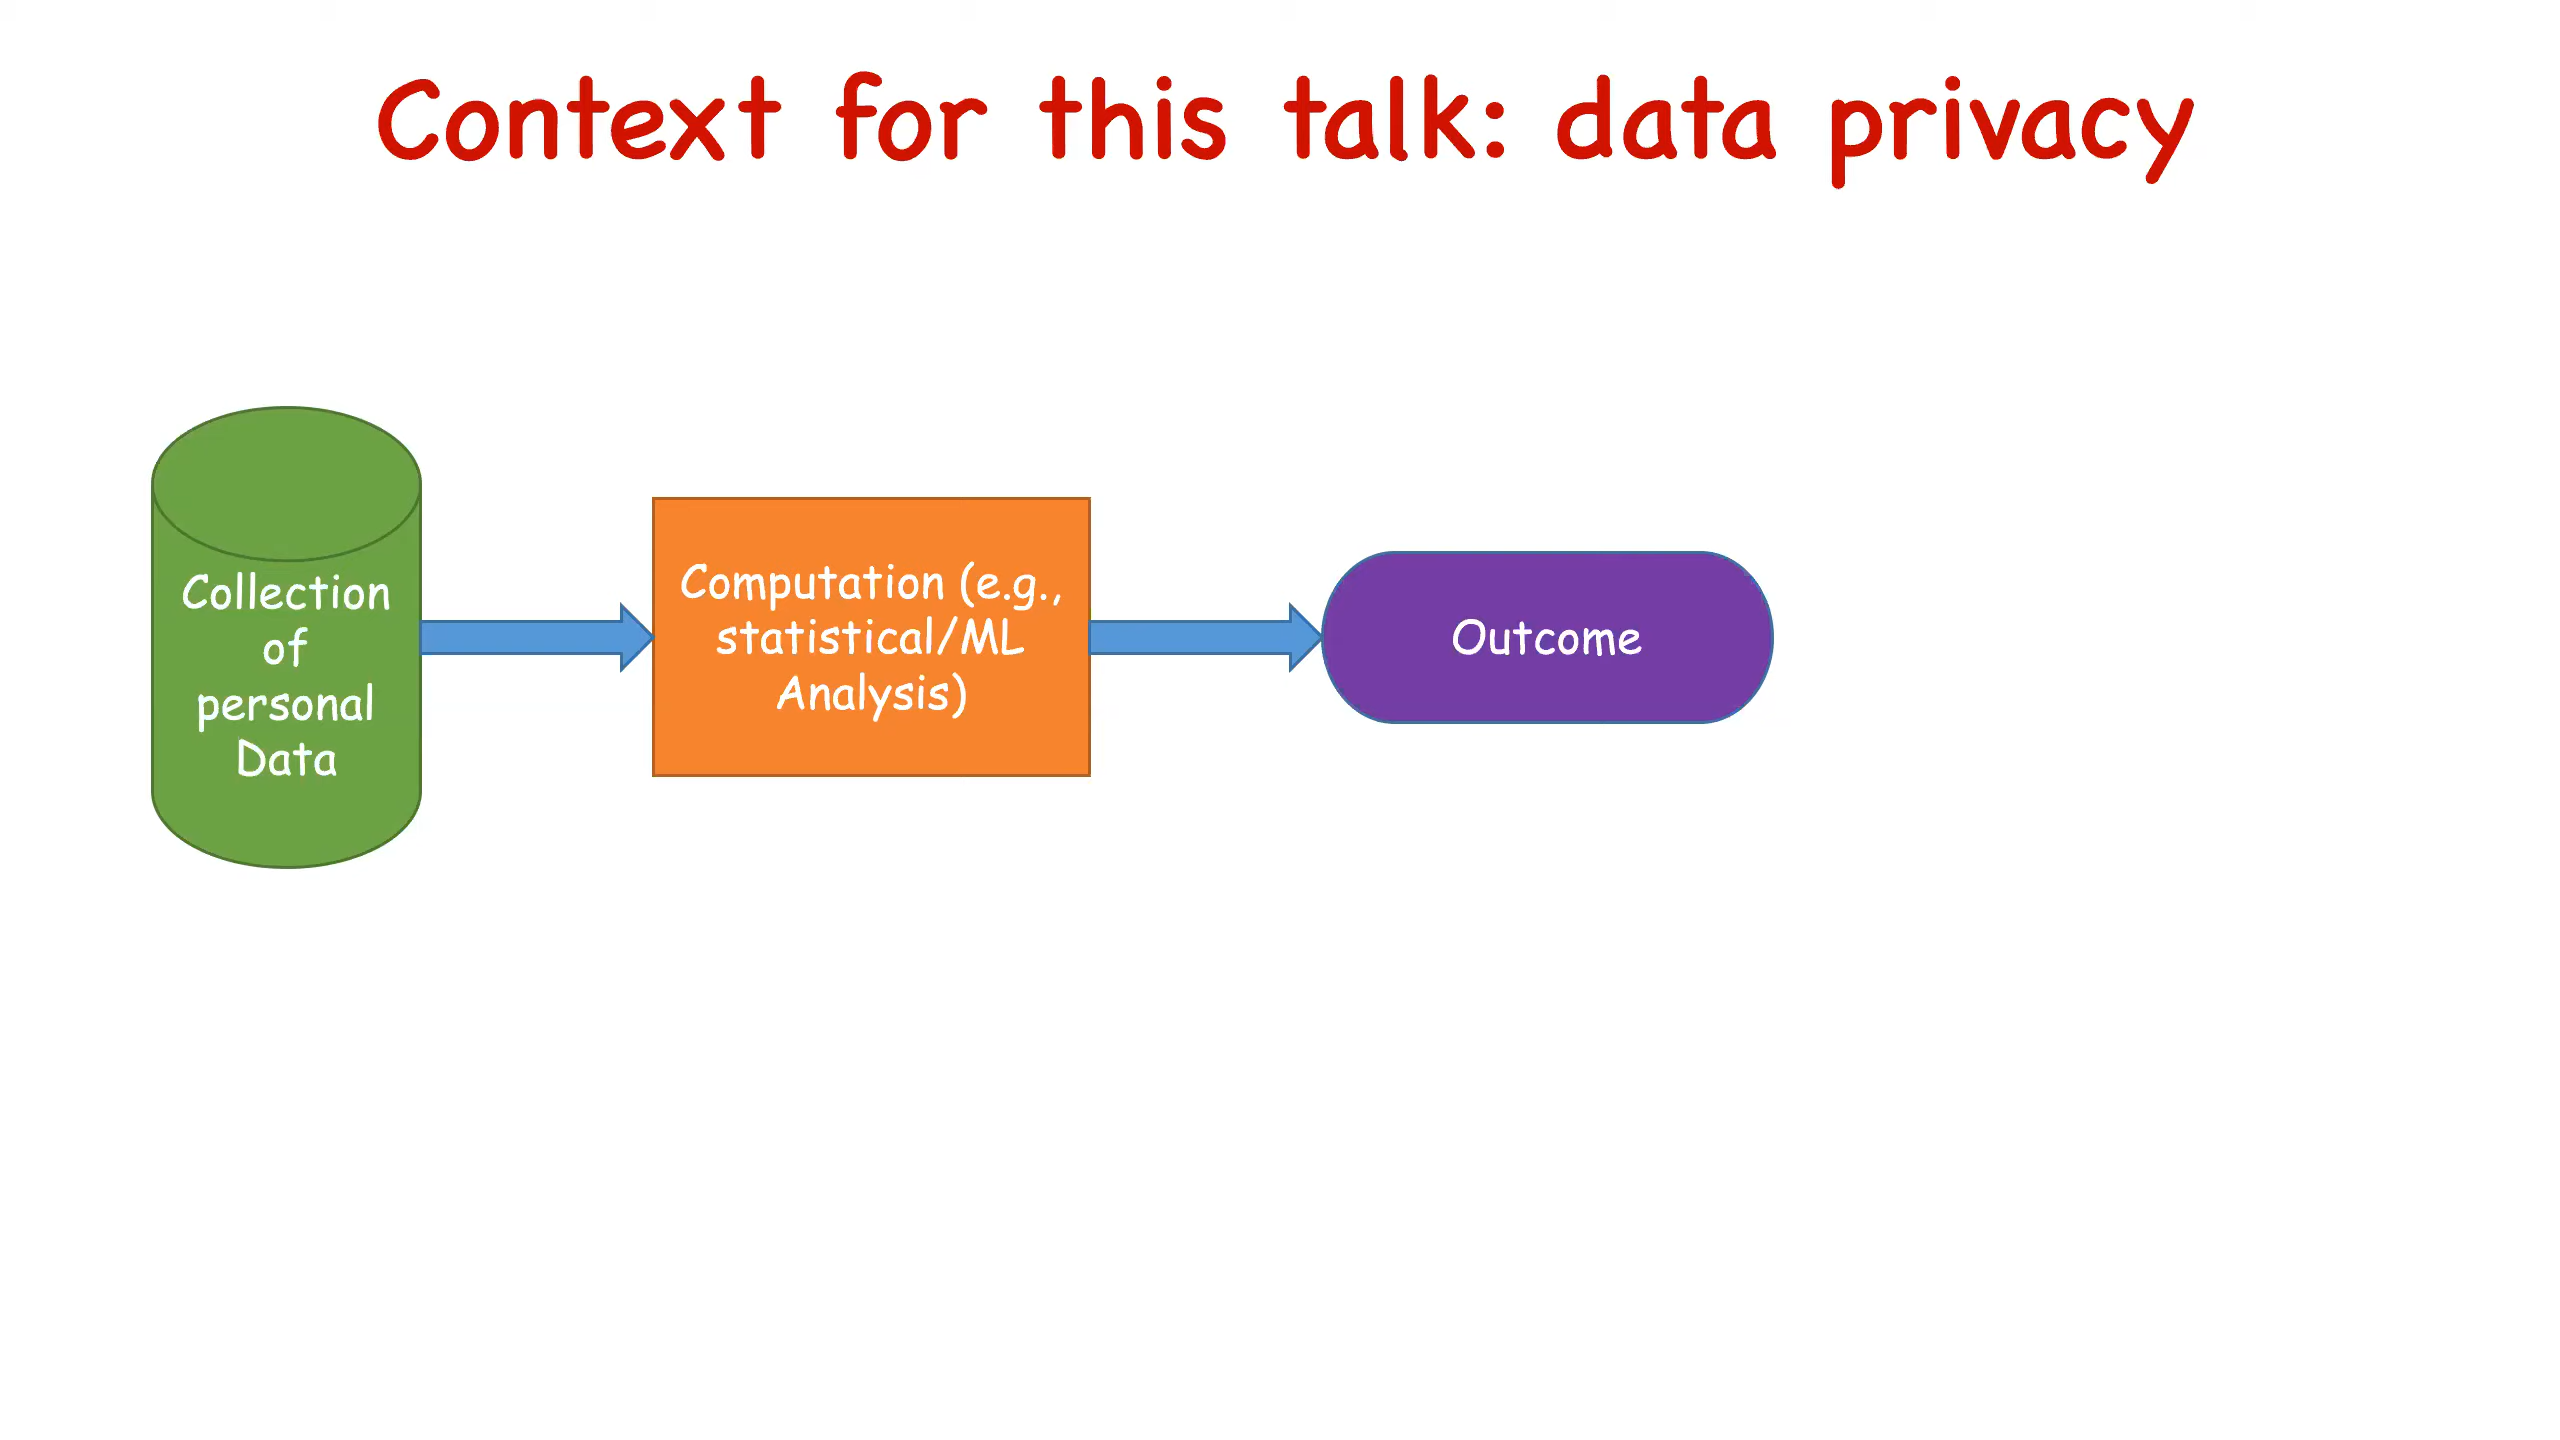 Context for this talk: data privacy
Collection
of
personal
Data
Computation (e.g.,
statistical/ML
Analysis)
Outcome